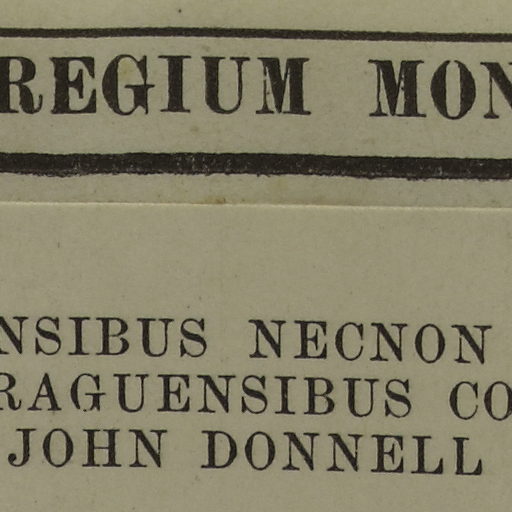 REGIUM MON
NSIBUS NECNON
RAGUENSIBUS CO
JOHN DONNELL